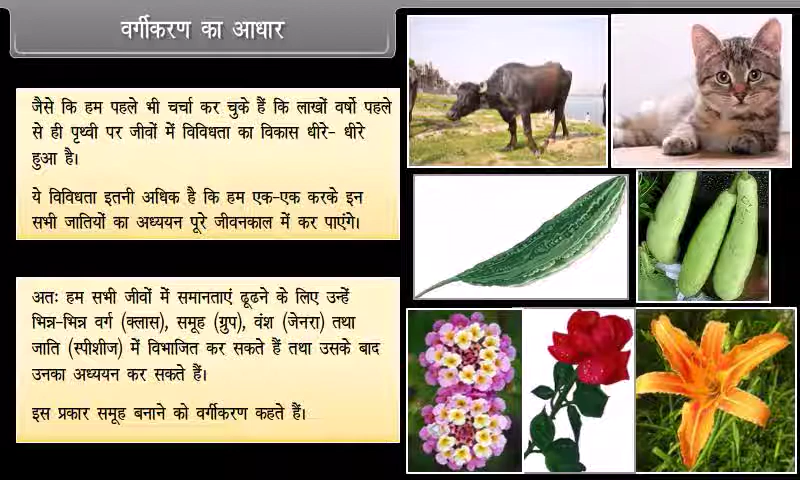 वर्गीकरण का आधार
जैसे कि हम पहले भी चर्चा कर चुके हैं कि लाखों वर्षो पहले
से ही पृथ्वी पर जीवों में विविधता का विकास धीरे- धीरे
हुआ है।
ये विविधता इतनी अधिक है कि हम एक-एक करके इन
सभी जातियों का अध्ययन पूरे जीवनकाल में कर पाएंगे।
अतः हम सभी जीवों में समानताएं ढूढने के लिए उन्हें
भिन्न-भिन्न वर्ग (क्लास), समूह (ग्रुप), वंश (जेनरा) तथा
जाति (स्पीशीज) में विभाजित कर सकते हैं तथा उसके बाद
उनका अध्ययन कर सकते हैं।
इस प्रकार समूह बनाने को वर्गीकरण कहते हैं।